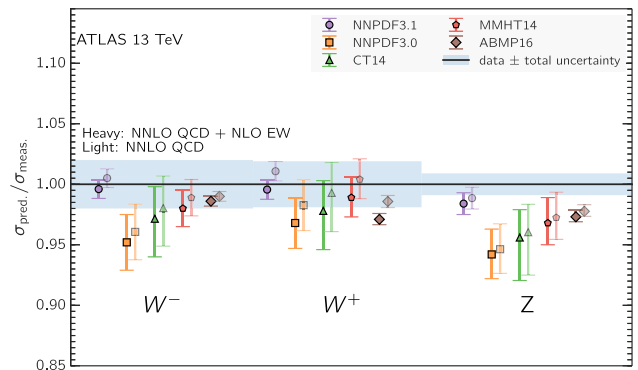 ATLAS 13 TeV
NNPDF3.1
NNPDF3.0
CT14
MMHT14
ABMP16
data ± total uncertainty
Heavy: NNLO QCD + NLO EW
Light: NNLO QCD
σpred./σmeas.
1.10
1.05
1.00
0.95
0.90
0.85
W⁻
W⁺
Z